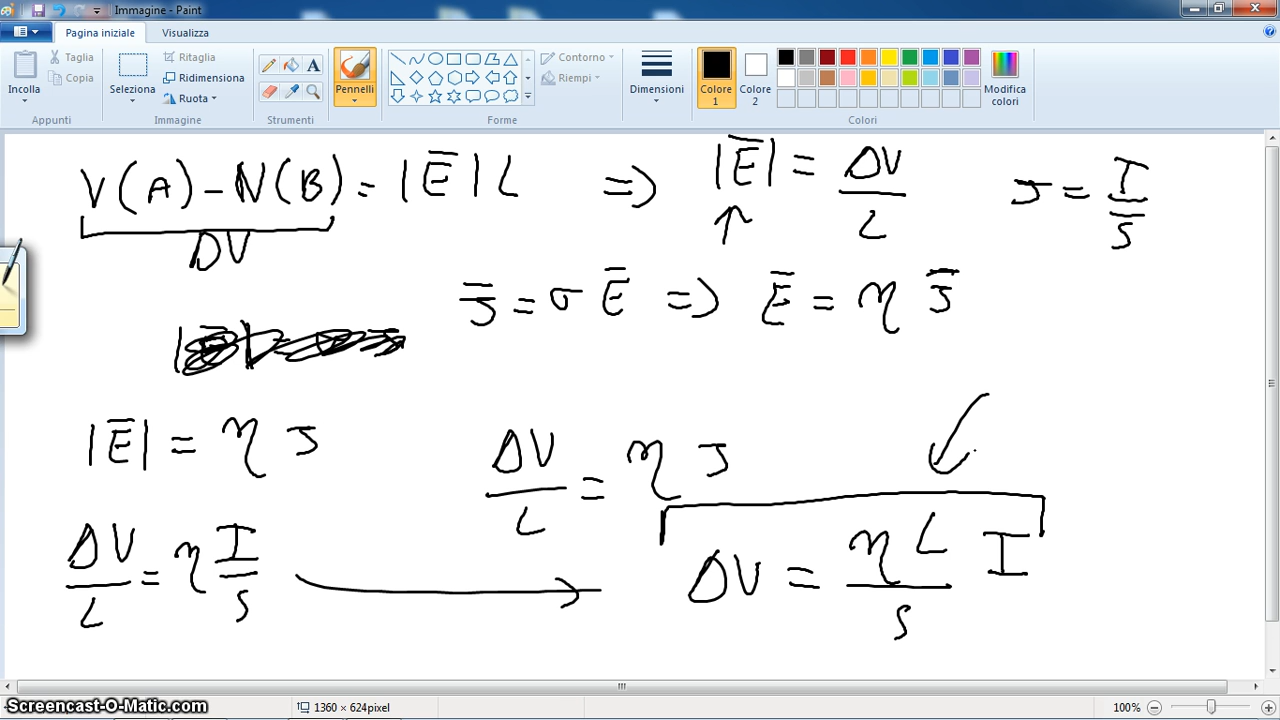 Immagine - Paint
Pagina iniziale Visualizza
Incolla Taglia Copia Seleziona Ritaglia Ridimensiona Ruota A Pennelli Contorno Riempi Dimensioni Colore 1 Colore 2 Modifica colori
Appunti Immagine Strumenti Forme Colori
V(A) - V(B) = |E̅| L => |E̅| = ΔV/L J = I/S
ΔV ↑
J̅ = σ E̅ => E̅ = η J̅
|E̅| = η J ΔV/L = η J
ΔV/L = η I/S → ΔV = η L/S I
Screencast-O-Matic.com 1360 × 624pixel 100%